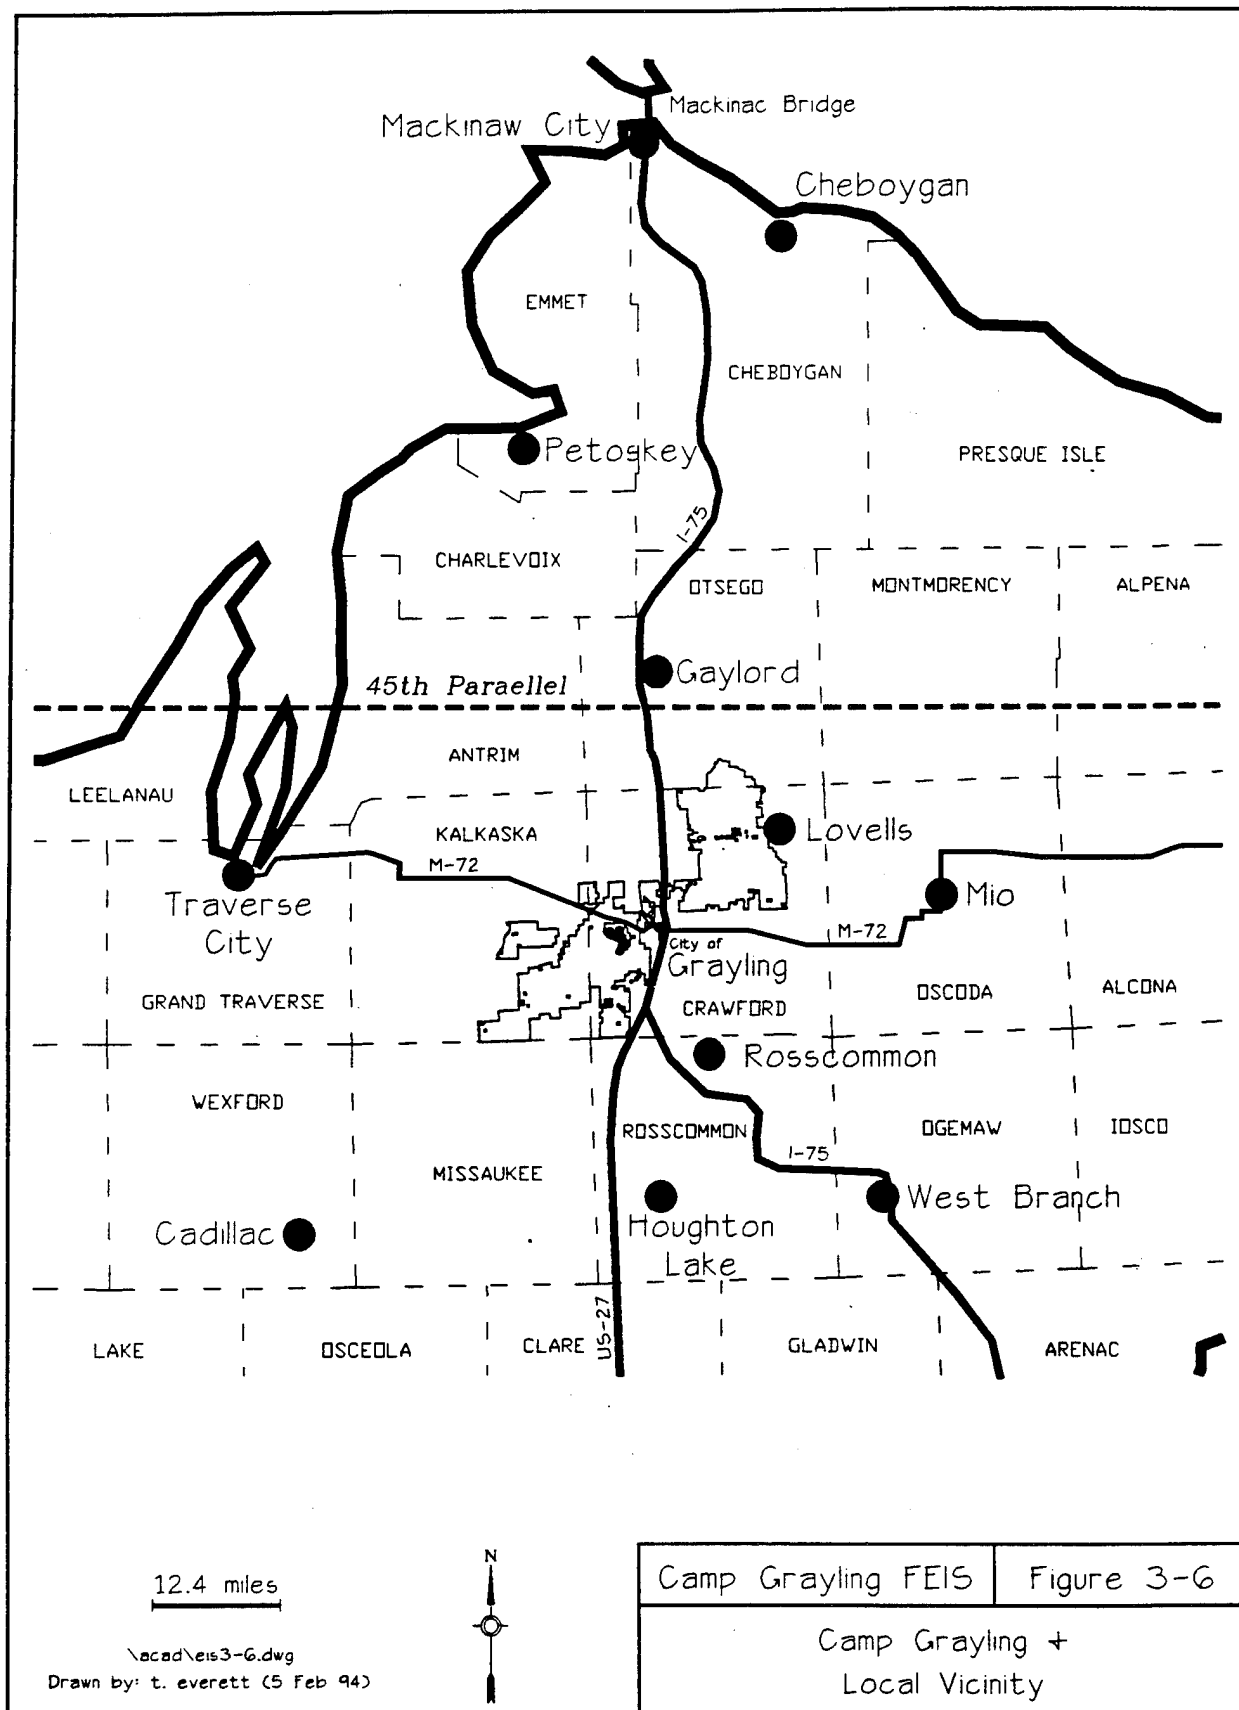 Mackinac Bridge
Mackinaw City
Cheboygan
EMMET
CHEBOYGAN
Petoskey
PRESQUE ISLE
I-75
CHARLEVOIX
OTSEGO
MONTMORENCY
ALPENA
Gaylord
45th Paraellel
ANTRIM
LEELANAU
KALKASKA
Lovells
M-72
Traverse
City
Mio
M-72
City of
Grayling
GRAND TRAVERSE
CRAWFORD
OSCODA
ALCONA
Rosscommon
WEXFORD
ROSSCOMMON
OGEMAW
IOSCO
I-75
MISSAUKEE
West Branch
Cadillac
Houghton
Lake
US-27
LAKE
OSCEOLA
CLARE
GLADWIN
ARENAC
12.4 miles
\acad\eis3-6.dwg
Drawn by: t. everett (5 Feb 94)
N
Camp Grayling FEIS
Figure 3-6
Camp Grayling +
Local Vicinity